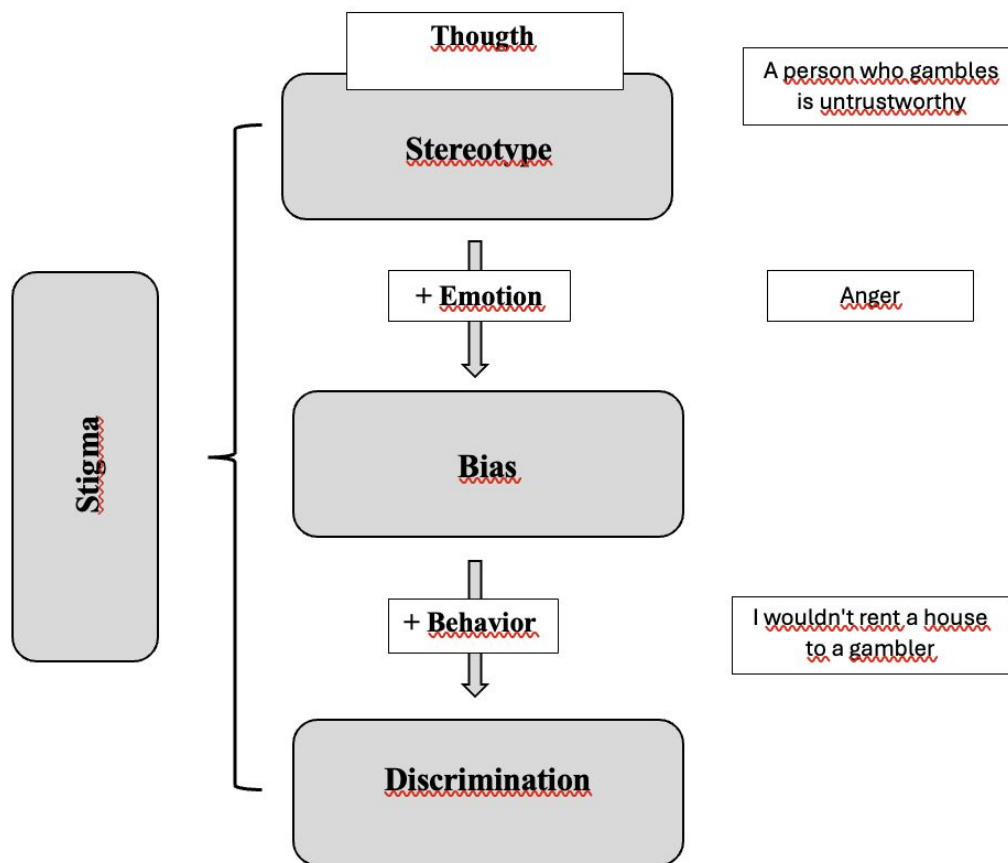 Thougth
A person who gambles
is untrustworthy
Stereotype
+ Emotion
Anger
Stigma
Bias
+ Behavior
I wouldn't rent a house
to a gambler
Discrimination